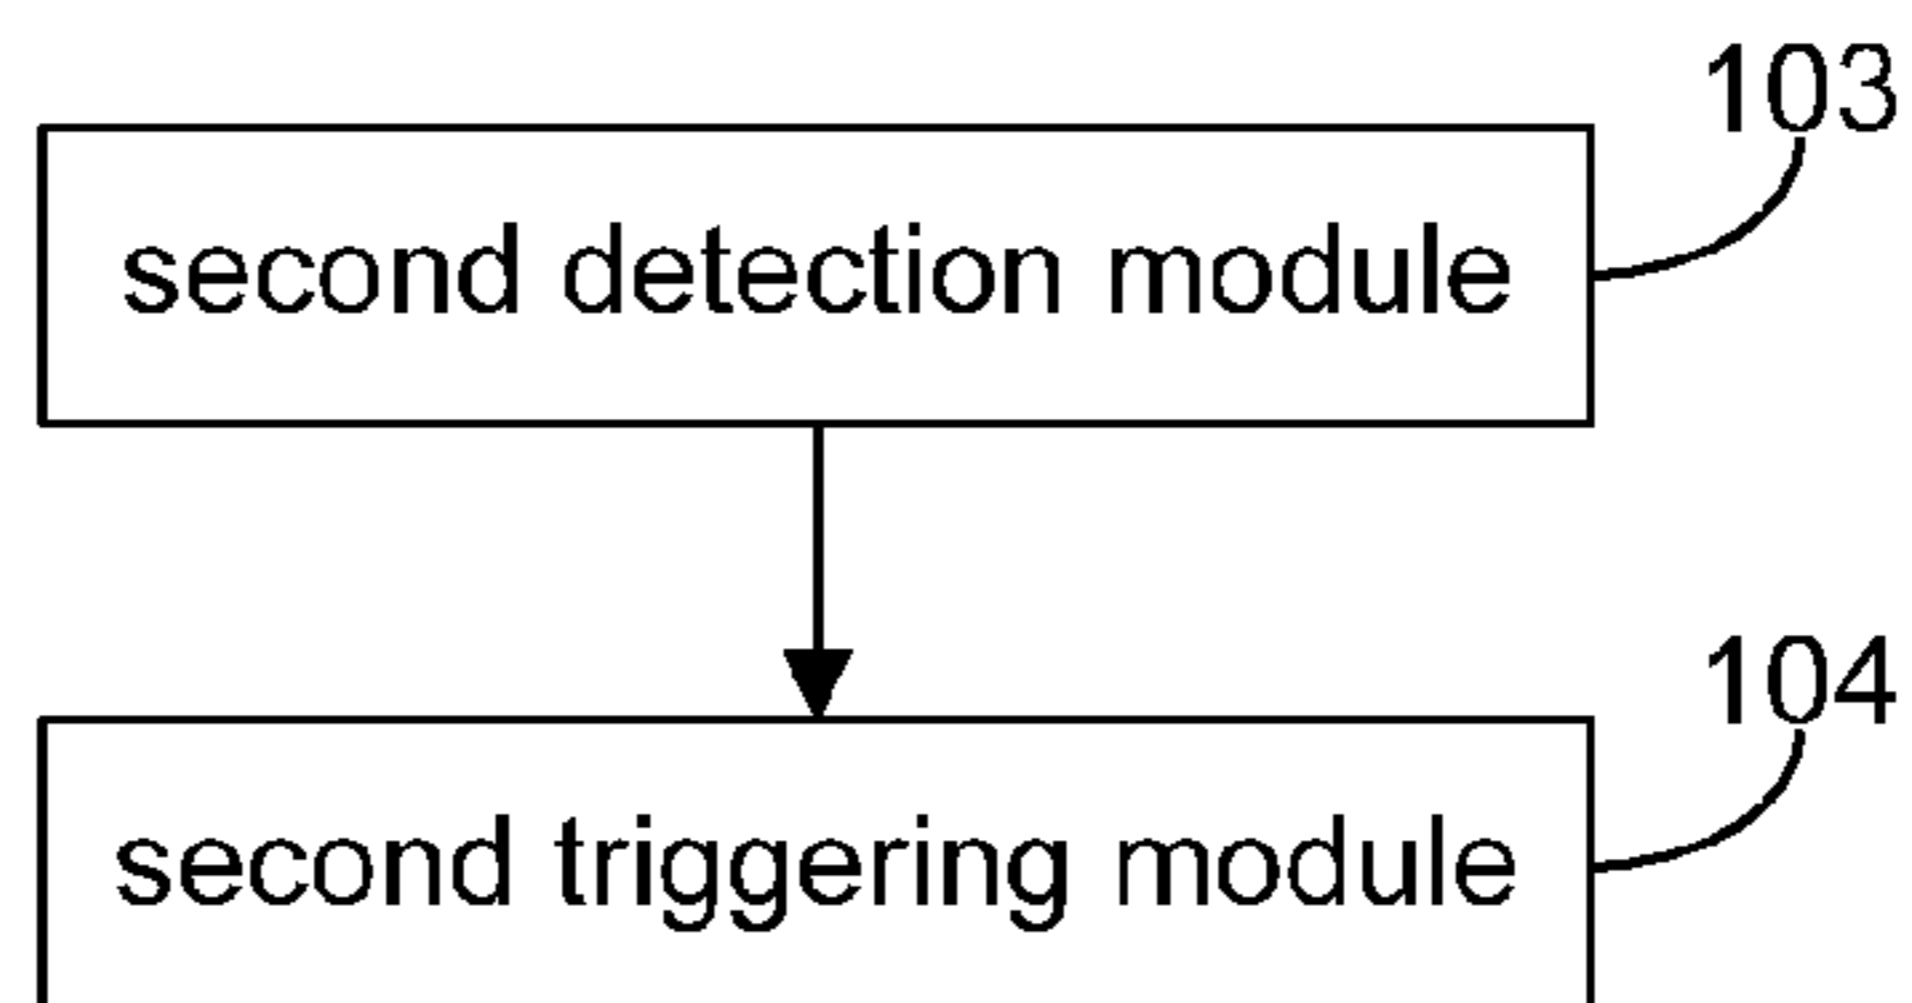 103
second detection module
104
second triggering module